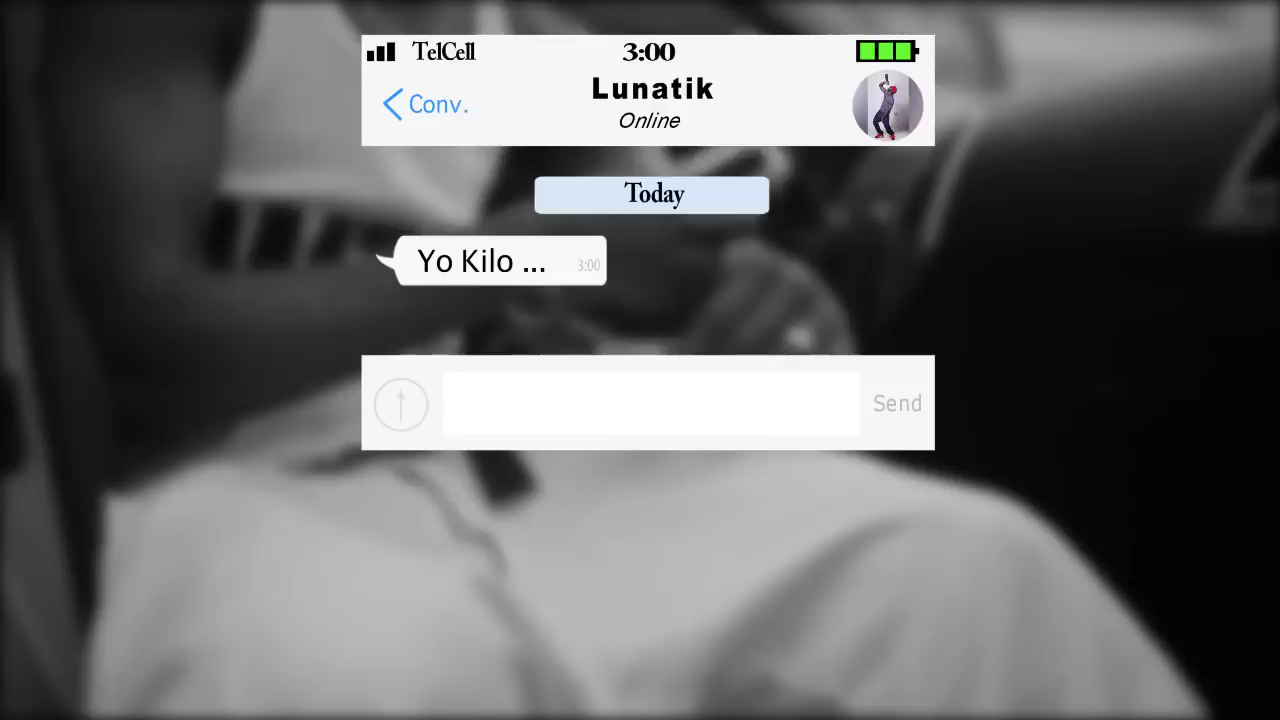 TelCell 3:00
Conv. Lunatik
Online
Today
Yo Kilo ... 3:00
Send